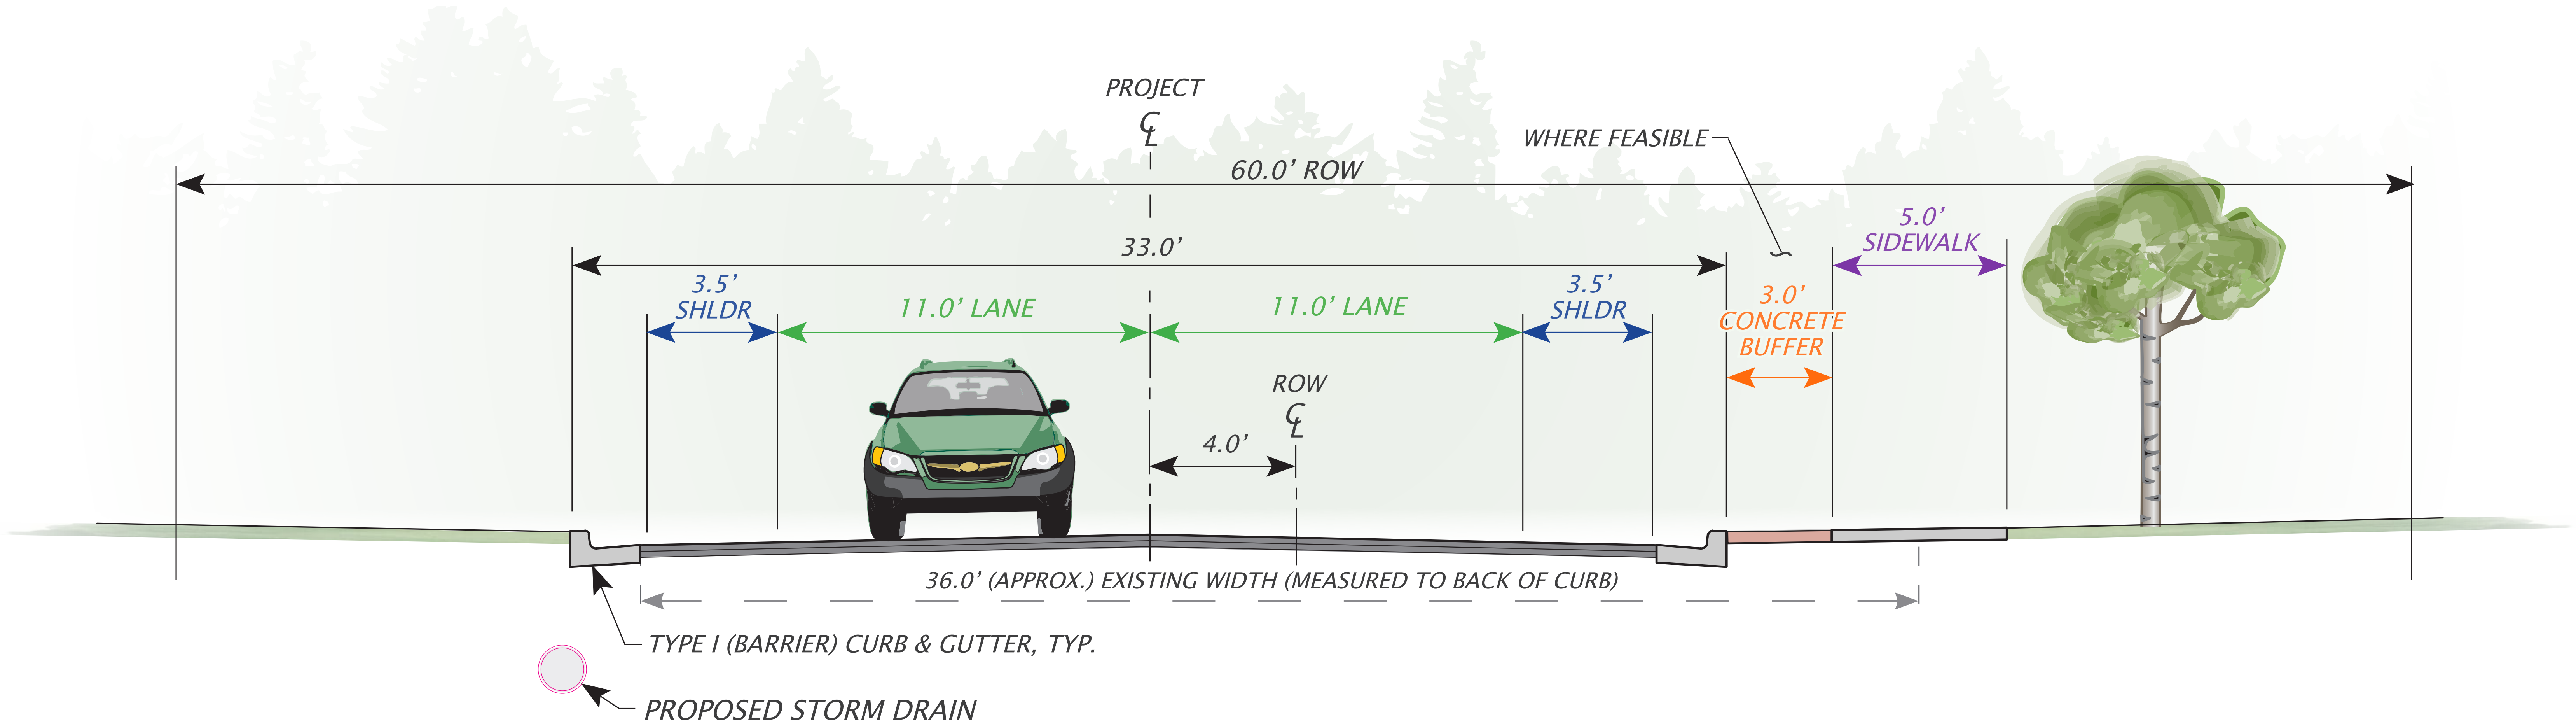 PROJECT
℄
WHERE FEASIBLE
60.0’ ROW
5.0’
SIDEWALK
33.0’
3.5’
SHLDR
11.0’ LANE
11.0’ LANE
3.5’
SHLDR
3.0’
CONCRETE
BUFFER
ROW
℄
4.0’
36.0’ (APPROX.) EXISTING WIDTH (MEASURED TO BACK OF CURB)
TYPE I (BARRIER) CURB & GUTTER, TYP.
PROPOSED STORM DRAIN